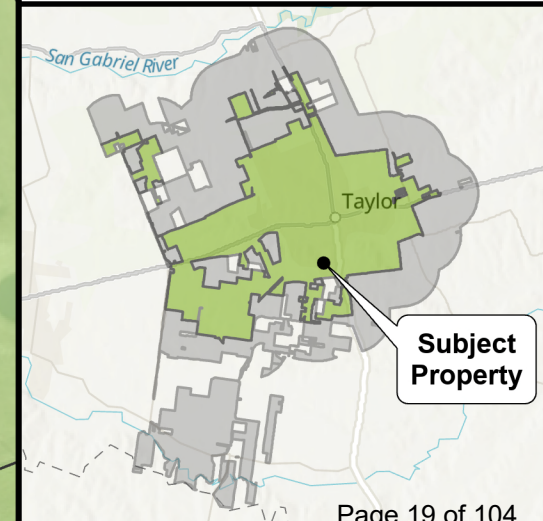 San Gabriel River
Taylor
Subject
Property
Page 19 of 104